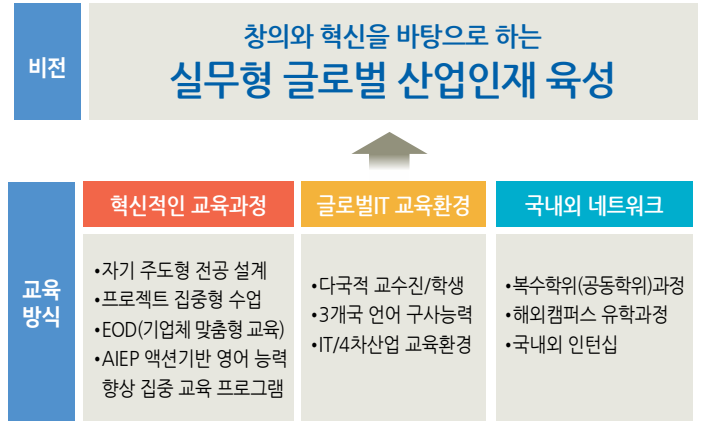 비전
창의와 혁신을 바탕으로 하는
실무형 글로벌 산업인재 육성
교육
방식
혁신적인 교육과정
•자기 주도형 전공 설계
•프로젝트 집중형 수업
•EOD(기업체 맞춤형 교육)
•AIEP 액션기반 영어 능력
향상 집중 교육 프로그램
글로벌IT 교육환경
•다국적 교수진/학생
•3개국 언어 구사능력
•IT/4차산업 교육환경
국내외 네트워크
•복수학위(공동학위)과정
•해외캠퍼스 유학과정
•국내외 인턴십